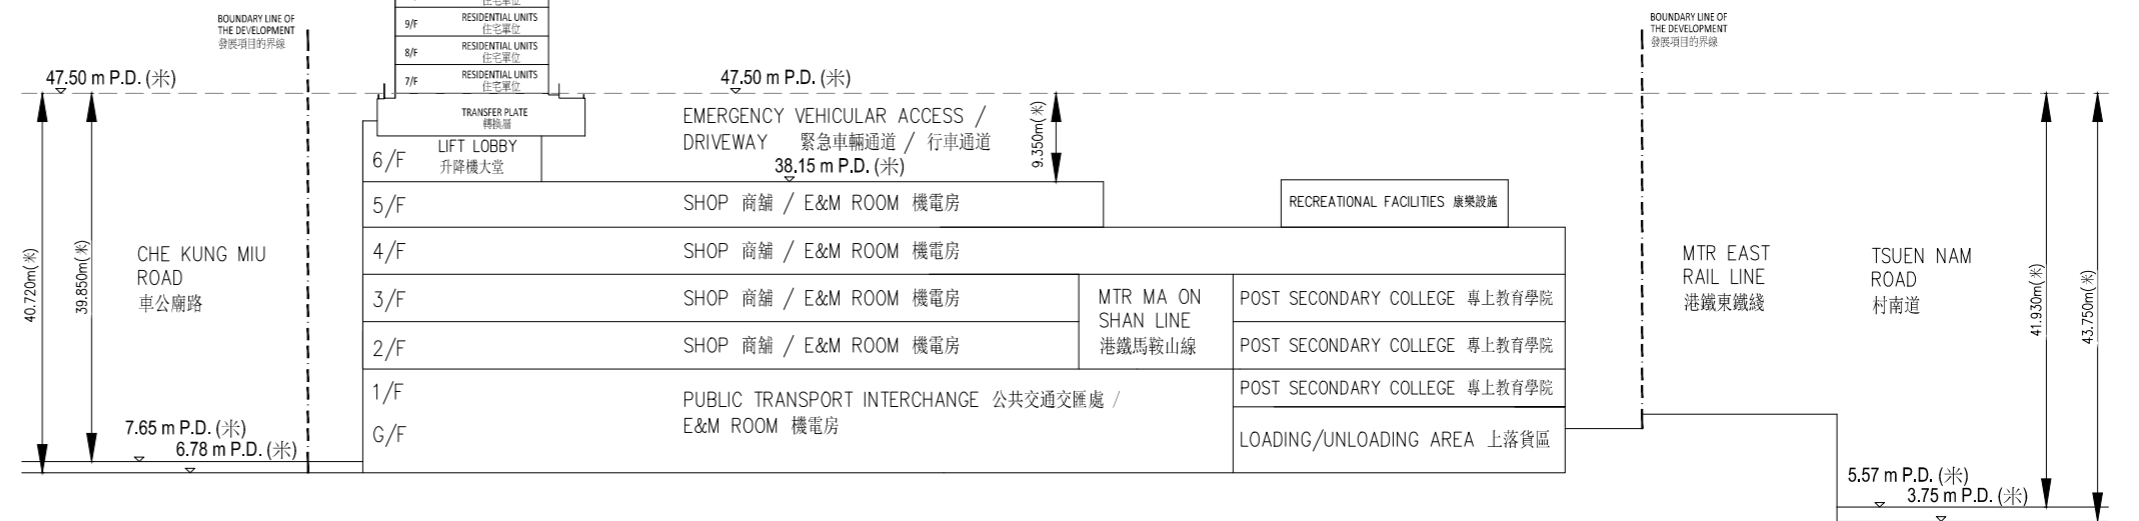 BOUNDARY LINE OF
THE DEVELOPMENT
發展項目的界線
住宅單位
9/F RESIDENTIAL UNITS
住宅單位
8/F RESIDENTIAL UNITS
住宅單位
7/F RESIDENTIAL UNITS
住宅單位
BOUNDARY LINE OF
THE DEVELOPMENT
發展項目的界線
47.50 m P.D. (米)
47.50 m P.D. (米)
TRANSFER PLATE
轉換層
EMERGENCY VEHICULAR ACCESS /
DRIVEWAY 緊急車輛通道 / 行車通道
9.350m(米)
38.15 m P.D. (米)
6/F LIFT LOBBY
升降機大堂
5/F SHOP 商舖 / E&M ROOM 機電房
RECREATIONAL FACILITIES 康樂設施
4/F SHOP 商舖 / E&M ROOM 機電房
3/F SHOP 商舖 / E&M ROOM 機電房
2/F SHOP 商舖 / E&M ROOM 機電房
MTR MA ON
SHAN LINE
港鐵馬鞍山線
POST SECONDARY COLLEGE 專上教育學院
POST SECONDARY COLLEGE 專上教育學院
POST SECONDARY COLLEGE 專上教育學院
LOADING/UNLOADING AREA 上落貨區
1/F
G/F
PUBLIC TRANSPORT INTERCHANGE 公共交通交匯處 /
E&M ROOM 機電房
40.720m(米)
39.850m(米)
CHE KUNG MIU
ROAD
車公廟路
7.65 m P.D. (米)
6.78 m P.D. (米)
MTR EAST
RAIL LINE
港鐵東鐵綫
TSUEN NAM
ROAD
村南道
41.930m(米)
43.750m(米)
5.57 m P.D. (米)
3.75 m P.D. (米)